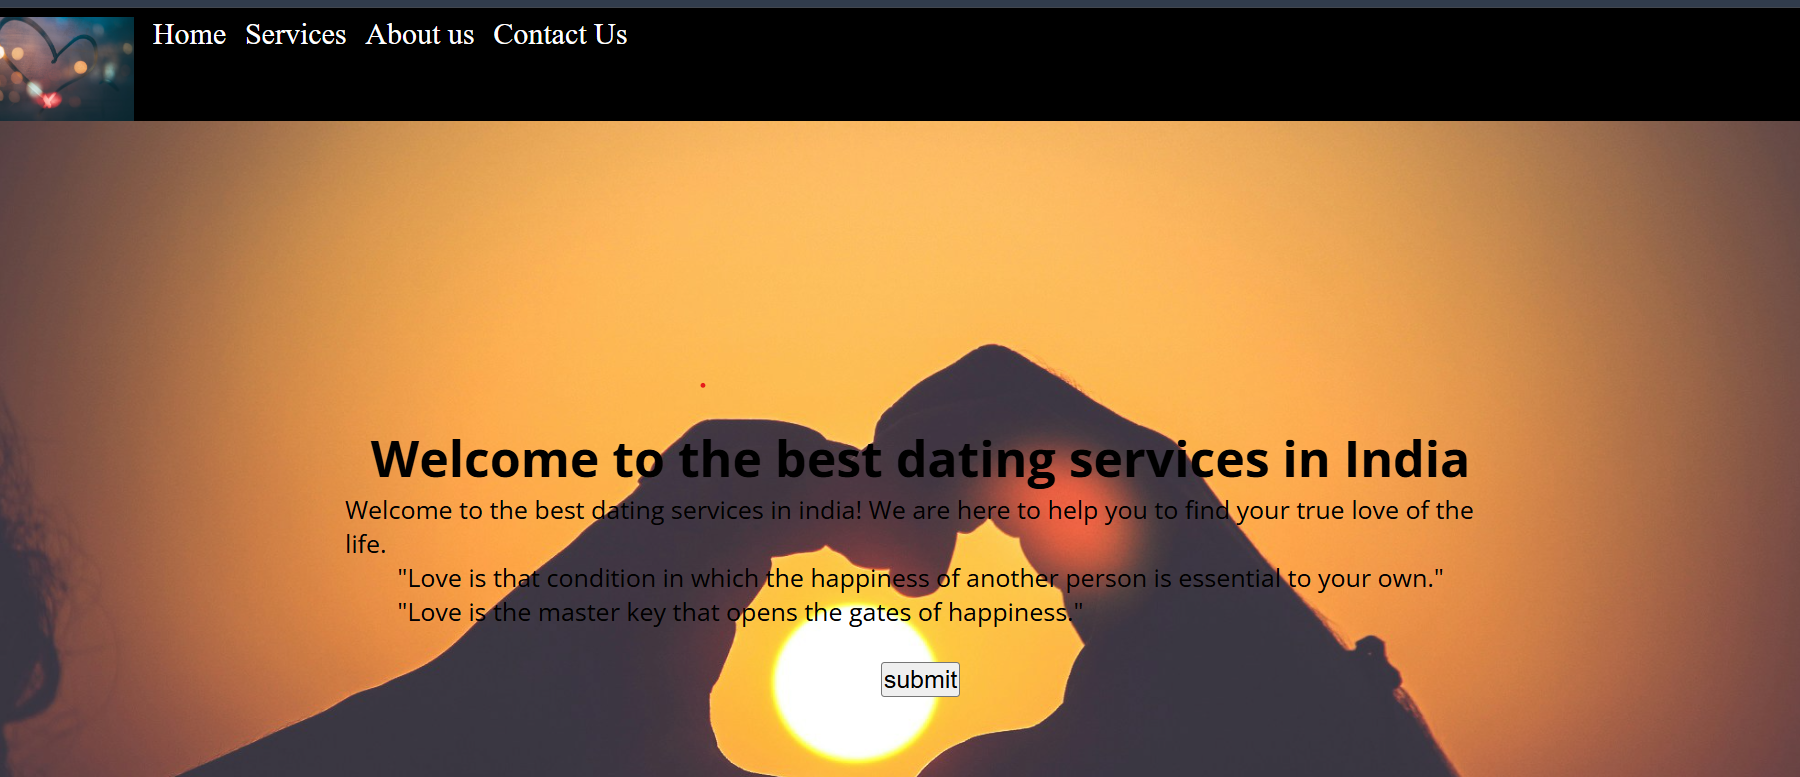 Home Services About us Contact Us
Welcome to the best dating services in India
Welcome to the best dating services in india! We are here to help you to find your true love of the
life.
"Love is that condition in which the happiness of another person is essential to your own."
"Love is the master key that opens the gates of happiness."
submit